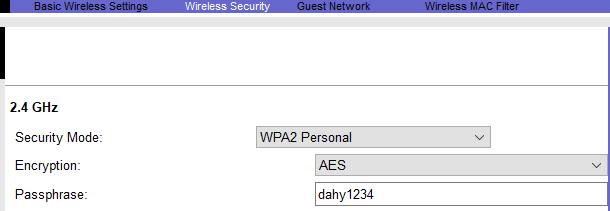 Basic Wireless Settings Wireless Security Guest Network Wireless MAC Filter
2.4 GHz
Security Mode: WPA2 Personal
Encryption: AES
Passphrase: dahy1234